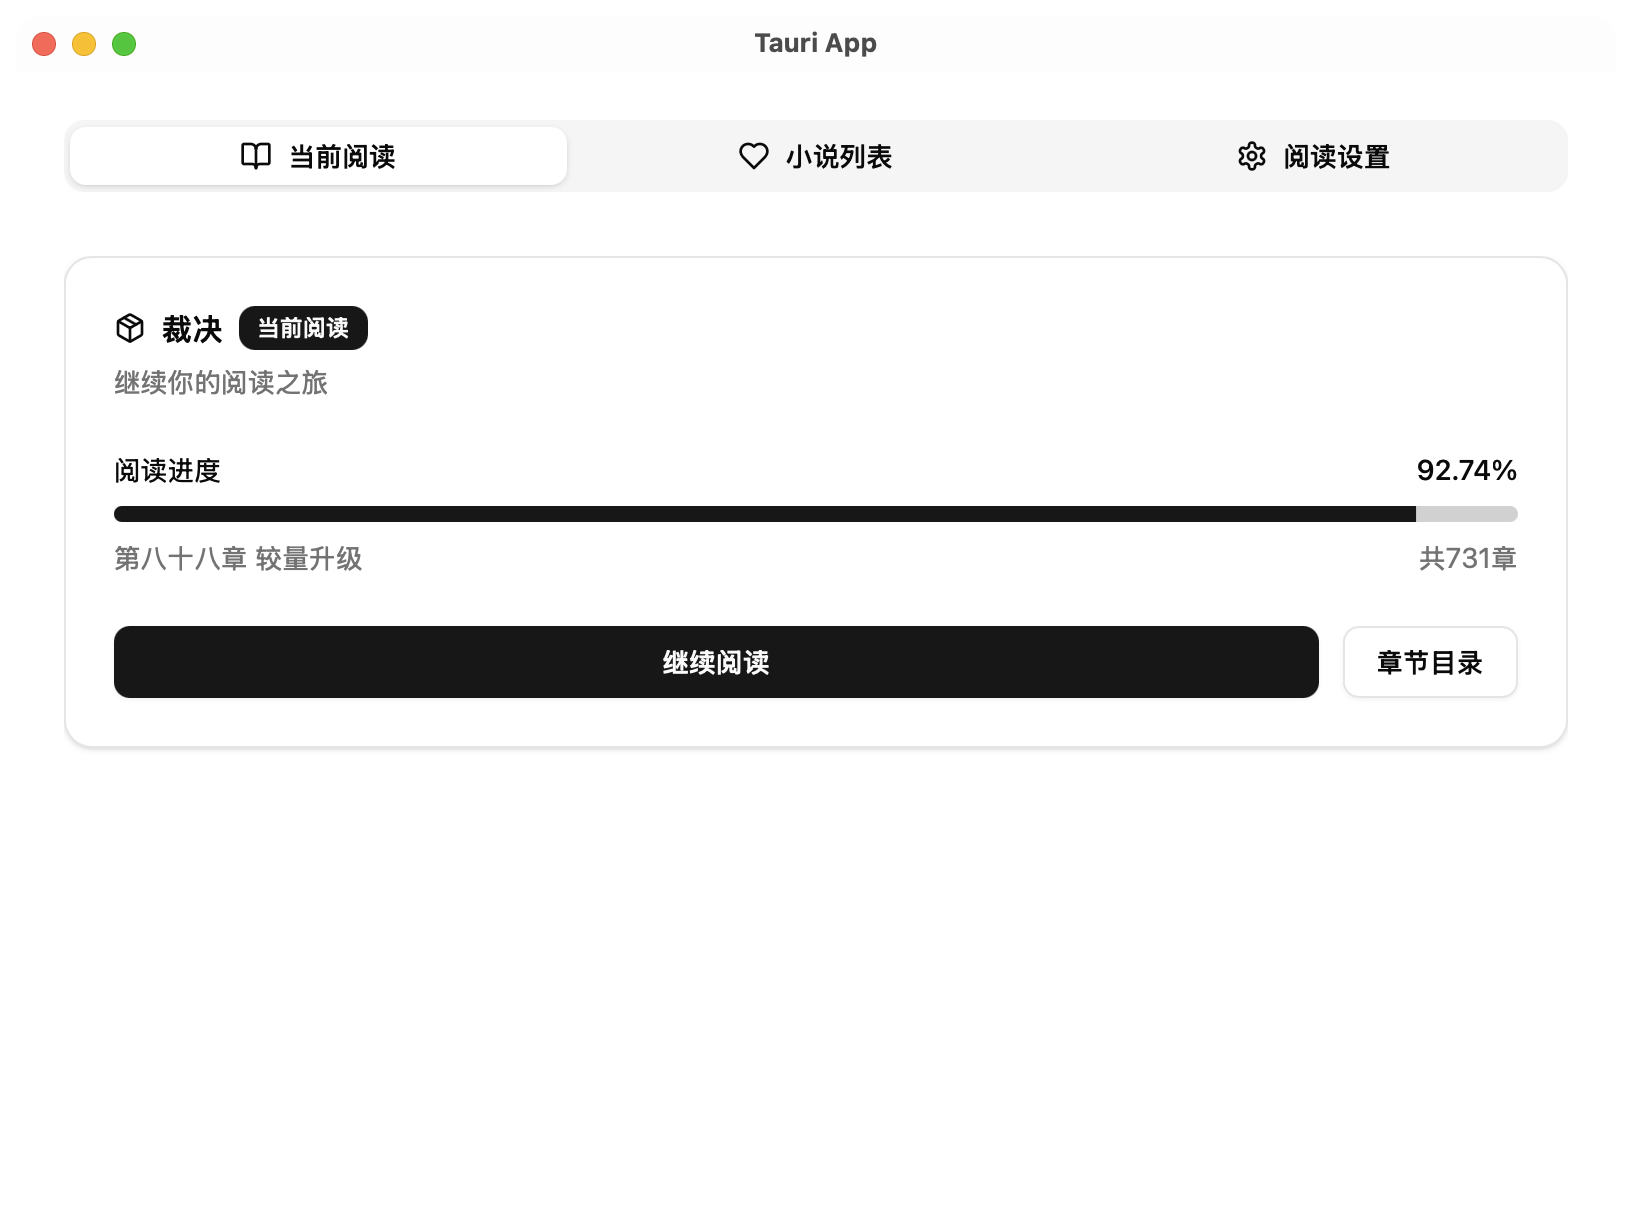 Tauri App
当前阅读
小说列表
阅读设置
裁决 当前阅读
继续你的阅读之旅
阅读进度 92.74%
第八十八章 较量升级 共731章
继续阅读 章节目录